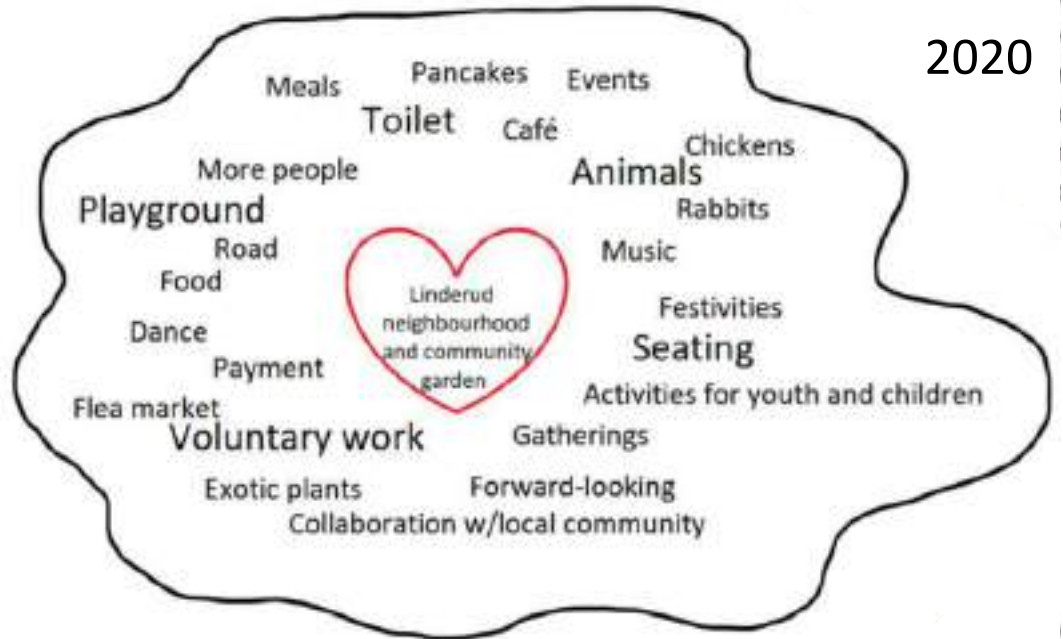 2020
Meals
Pancakes
Events
Toilet
Café
Chickens
Animals
More people
Playground
Rabbits
Road
Music
Food
Linderud
neighbourhood
and community
garden
Festivities
Dance
Seating
Payment
Activities for youth and children
Flea market
Voluntary work
Gatherings
Exotic plants
Forward-looking
Collaboration w/local community